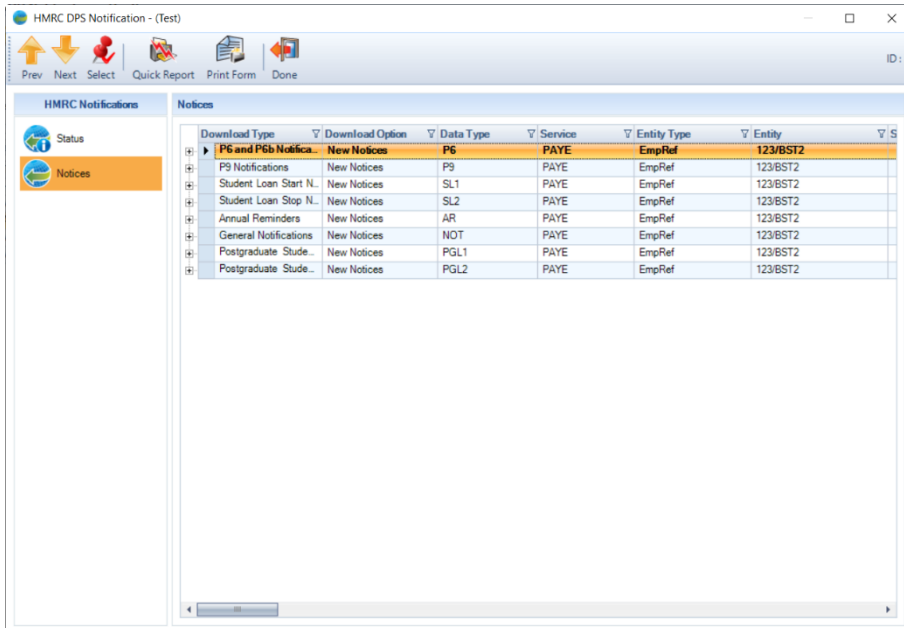 HMRC DPS Notification - (Test)
Prev Next Select Quick Report Print Form Done
ID :
HMRC Notifications
Status
Notices
Notices
Download Type Download Option Data Type Service Entity Type Entity S
P6 and P6b Notifica... New Notices P6 PAYE EmpRef 123/BST2
P9 Notifications New Notices P9 PAYE EmpRef 123/BST2
Student Loan Start N... New Notices SL1 PAYE EmpRef 123/BST2
Student Loan Stop N... New Notices SL2 PAYE EmpRef 123/BST2
Annual Reminders New Notices AR PAYE EmpRef 123/BST2
General Notifications New Notices NOT PAYE EmpRef 123/BST2
Postgraduate Stude... New Notices PGL1 PAYE EmpRef 123/BST2
Postgraduate Stude... New Notices PGL2 PAYE EmpRef 123/BST2